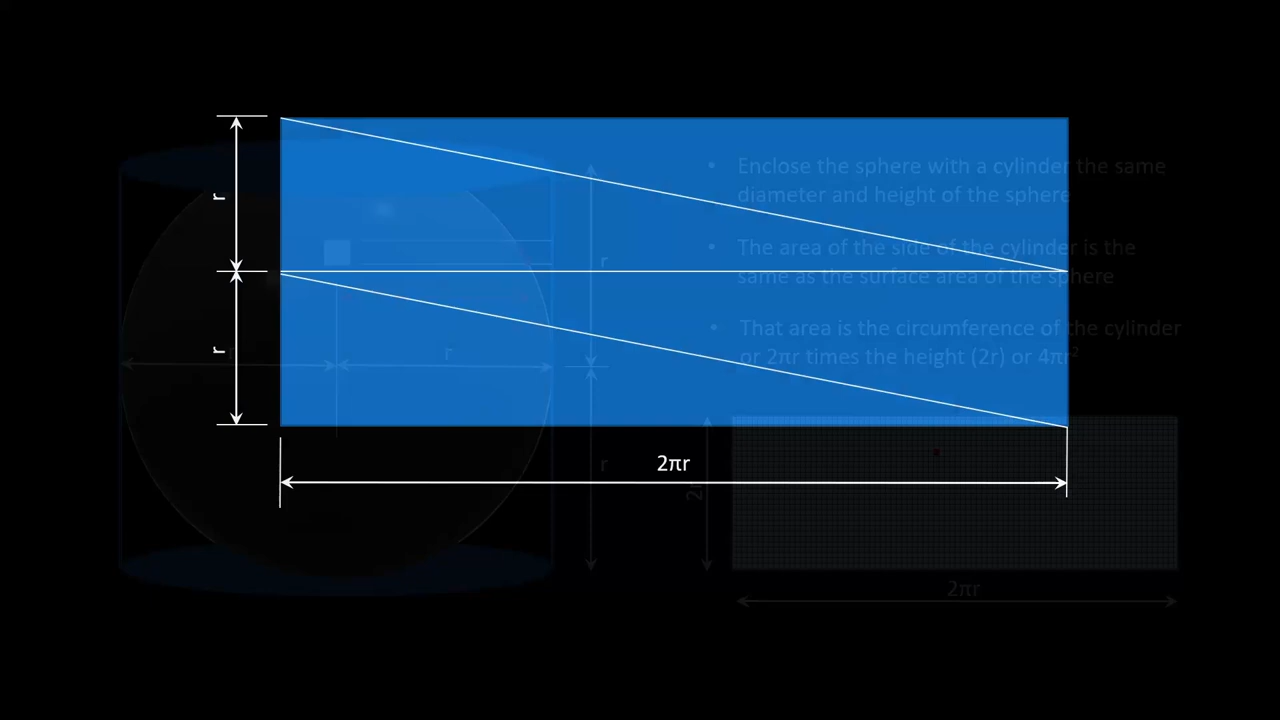 r
r
2πr
• Enclose the sphere with a cylinder the same
diameter and height of the sphere
• The area of the side of the cylinder is the
same as the surface area of the sphere
• That area is the circumference of the cylinder
or 2πr times the height (2r) or 4πr²
r
r
r
2πr